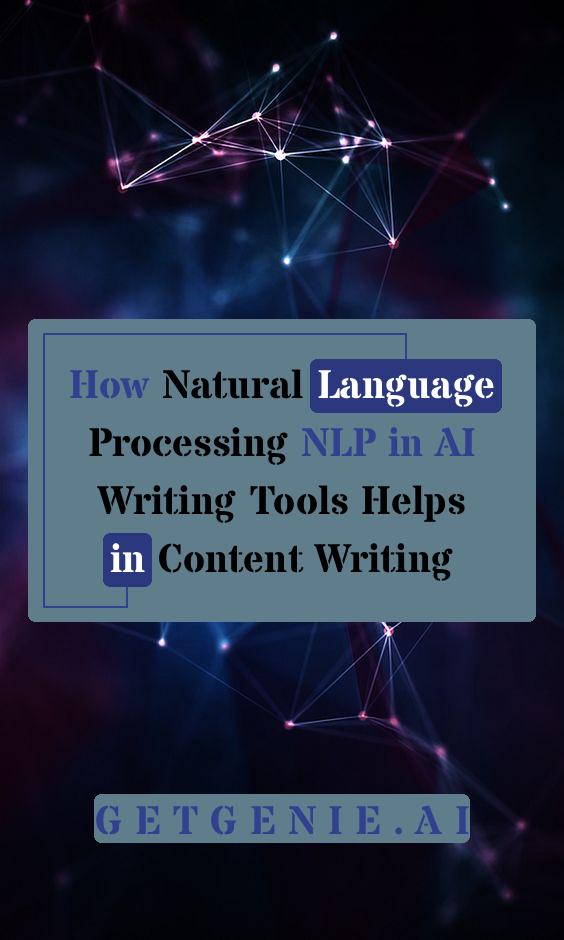 How Natural Language
Processing NLP in AI
Writing Tools Helps
in Content Writing
GETGENIE.AI